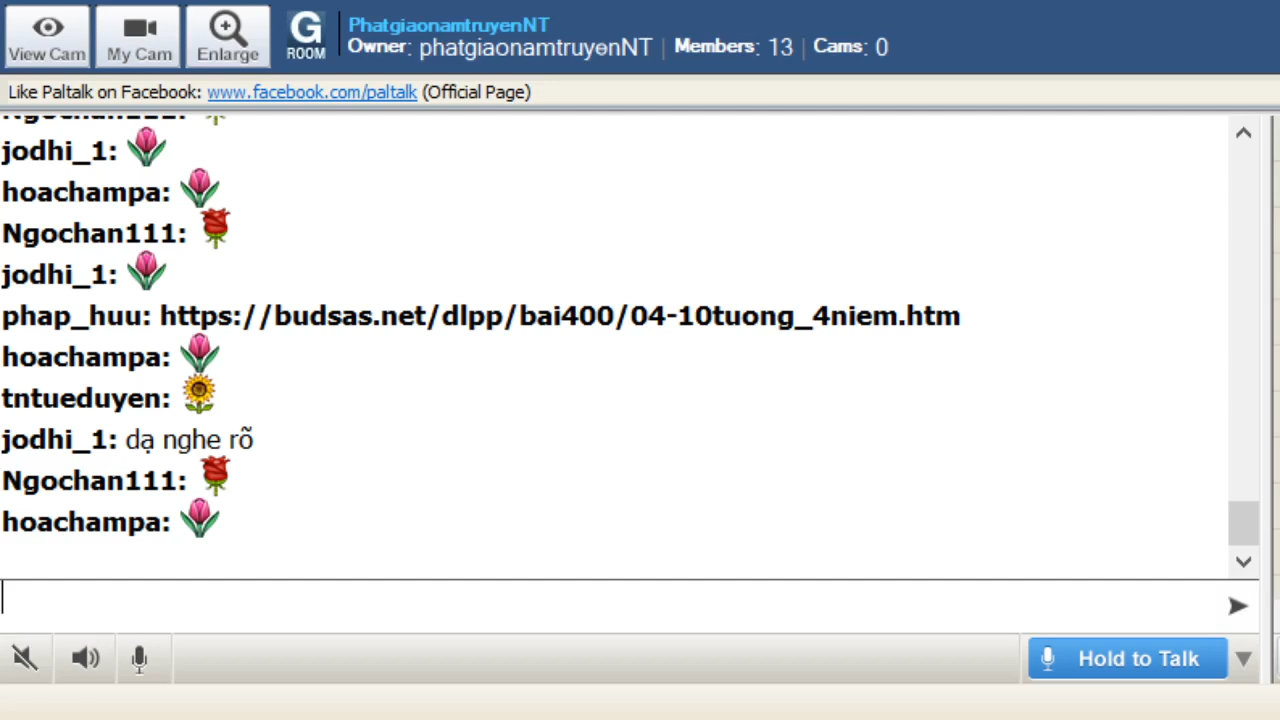 View Cam
My Cam
Enlarge
G
ROOM
PhatgiaonamtruyenNT
Owner: phatgiaonamtruyenNT | Members: 13 | Cams: 0
Like Paltalk on Facebook: www.facebook.com/paltalk (Official Page)
Ngochan111:
jodhi_1:
hoachampa:
Ngochan111:
jodhi_1:
phap_huu: https://budsas.net/dlpp/bai400/04-10tuong_4niem.htm
hoachampa:
tntueduyen:
jodhi_1: dạ nghe rõ
Ngochan111:
hoachampa:
Hold to Talk